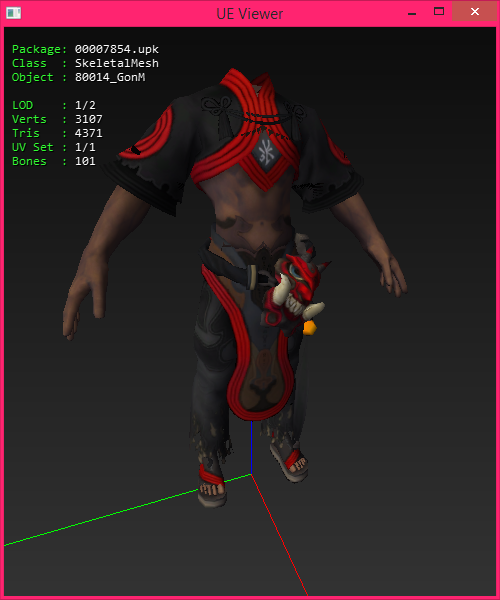 UE Viewer
Package: 00007854.upk
Class : SkeletalMesh
Object : 80014_GonM
LOD : 1/2
Verts : 3107
Tris : 4371
UV Set : 1/1
Bones : 101